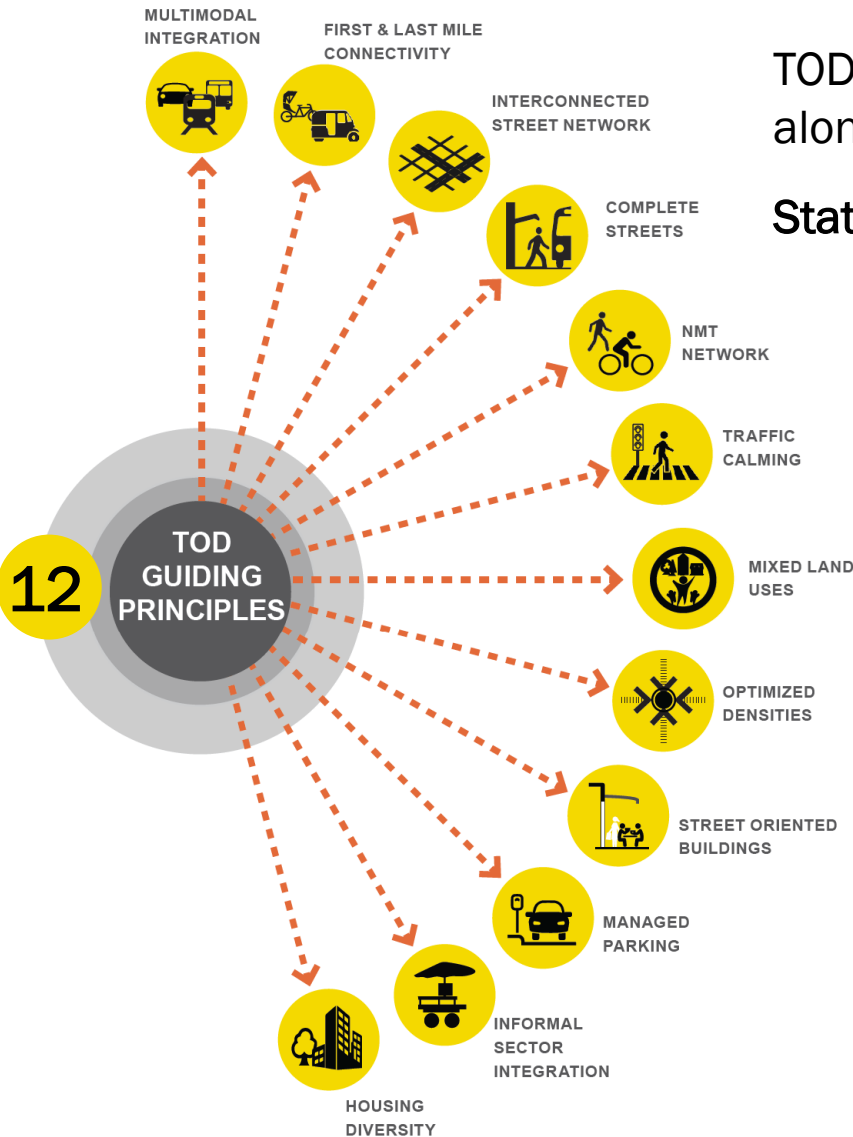 MULTIMODAL
INTEGRATION
FIRST & LAST MILE
CONNECTIVITY
INTERCONNECTED
STREET NETWORK
COMPLETE
STREETS
NMT
NETWORK
TRAFFIC
CALMING
MIXED LAND
USES
OPTIMIZED
DENSITIES
STREET ORIENTED
BUILDINGS
MANAGED
PARKING
INFORMAL
SECTOR
INTEGRATION
HOUSING
DIVERSITY
12
TOD
GUIDING
PRINCIPLES
TOD